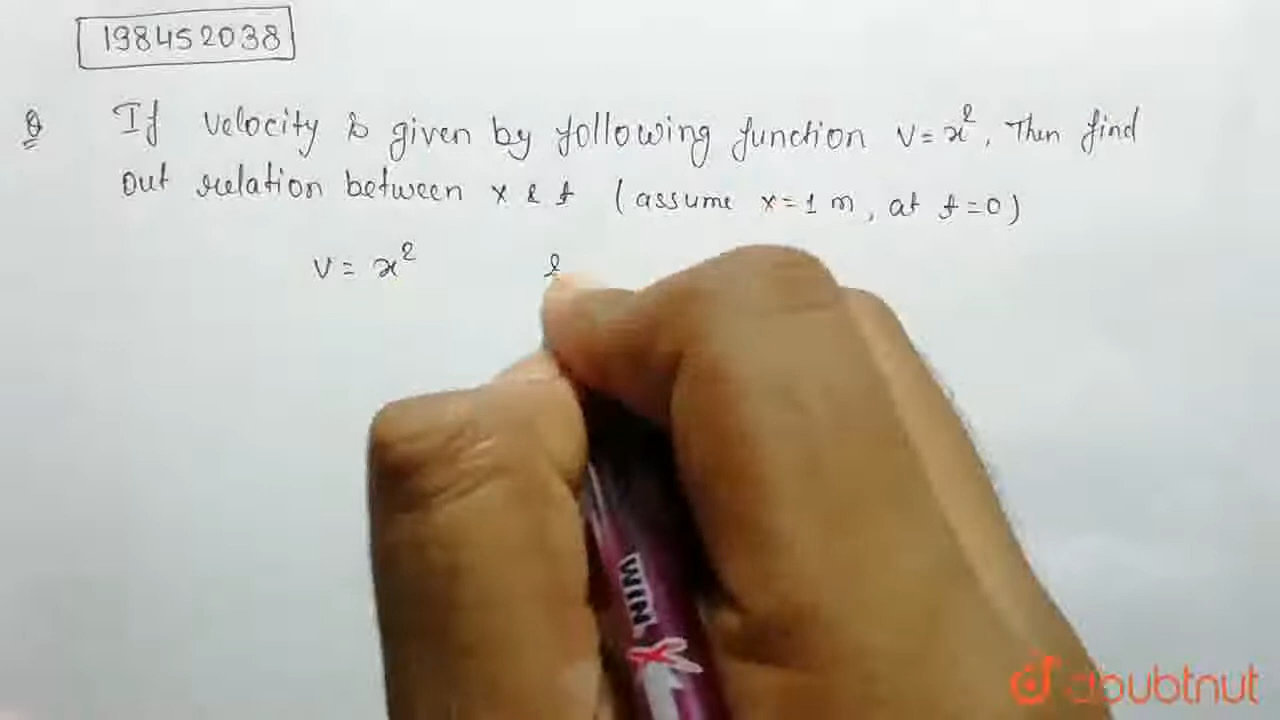 198452038
Q If velocity is given by following function v = x², Then find
out relation between x & t (assume x = 1 m, at t = 0)
v = x²
WIN
doubtnut